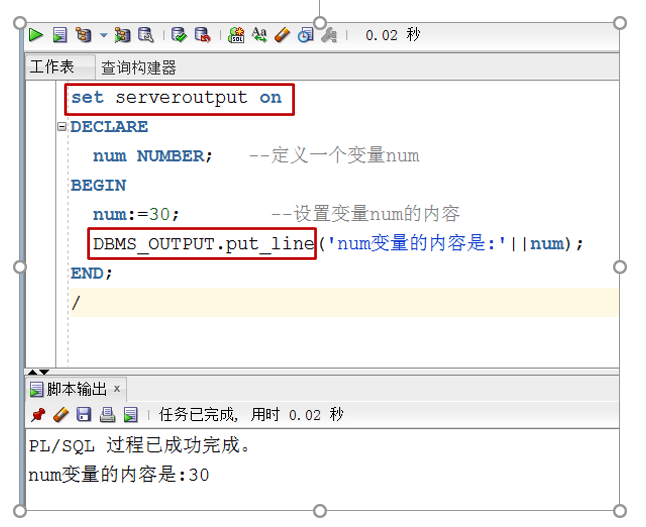 0.02 秒
工作表 查询构建器
set serveroutput on
DECLARE
num NUMBER; --定义一个变量num
BEGIN
num:=30; --设置变量num的内容
DBMS_OUTPUT.put_line('num变量的内容是:'||num);
END;
/
脚本输出 ×
任务已完成, 用时 0.02 秒
PL/SQL 过程已成功完成。
num变量的内容是:30